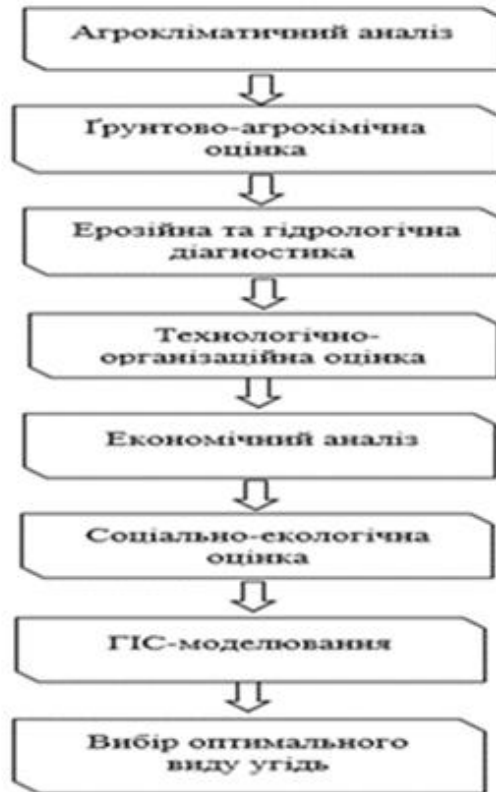 Агрокліматичний аналіз
Ґрунтово-агрохімічна
оцінка
Ерозійна та гідрологічна
діагностика
Технологічно-
організаційна оцінка
Економічний аналіз
Соціально-екологічна
оцінка
ГІС-моделювання
Вибір оптимального
виду угідь